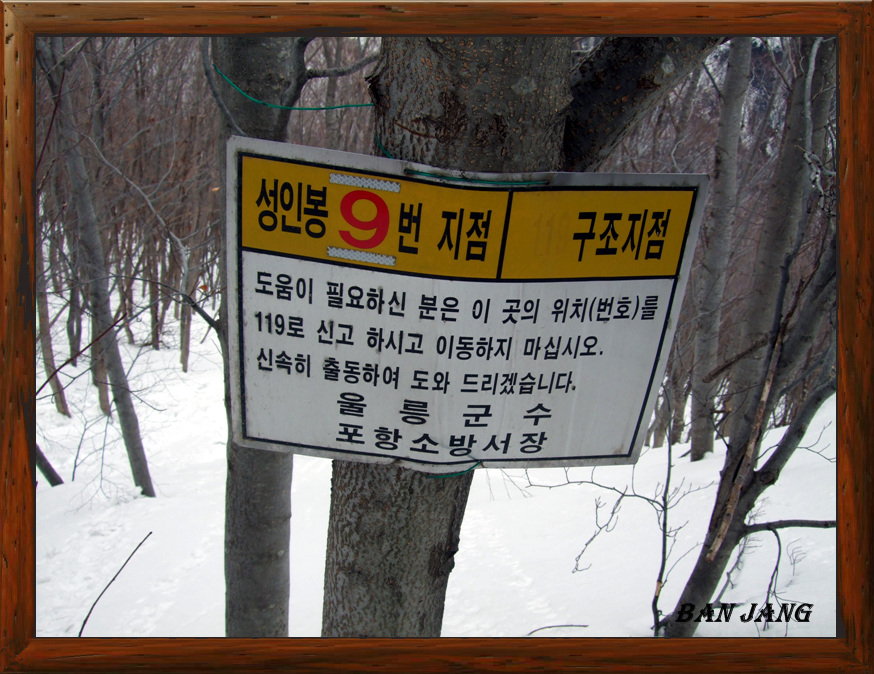 성인봉 9번 지점 구조지점
도움이 필요하신 분은 이 곳의 위치(번호)를
119로 신고 하시고 이동하지 마십시오.
신속히 출동하여 도와 드리겠습니다.
울릉군수
포항소방서장
BAN JANG